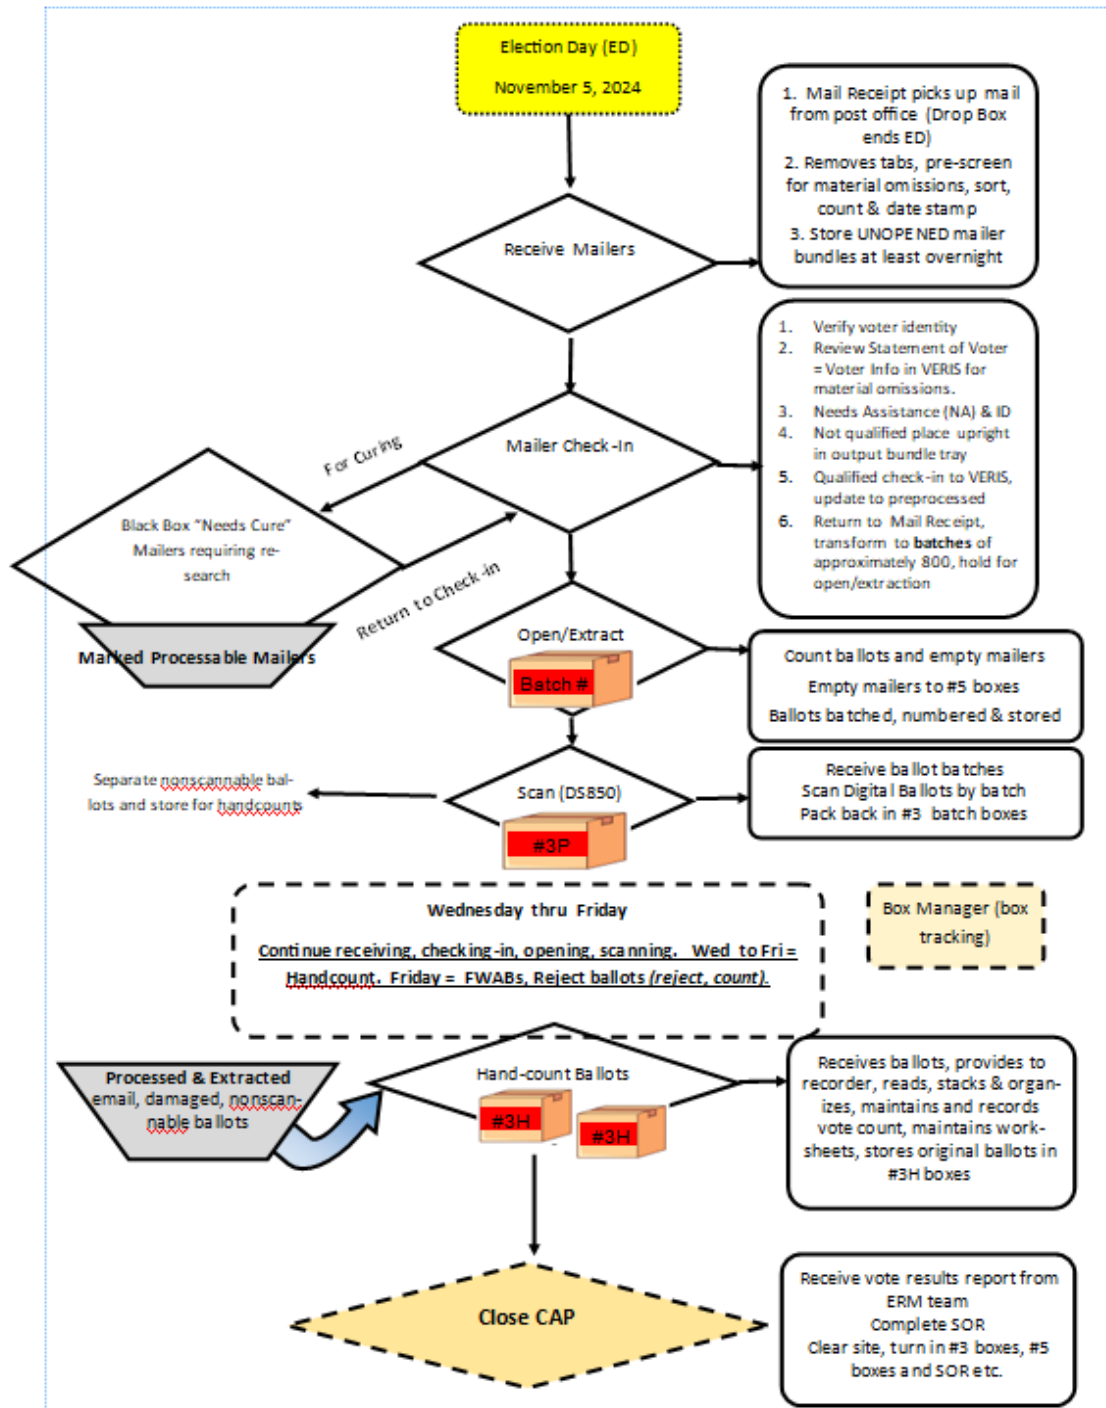 Election Day (ED)
November 5, 2024
1. Mail Receipt picks up mail
from post office (Drop Box
ends ED)
2. Removes tabs, pre-screen
for material omissions, sort,
count & date stamp
3. Store UNOPENED mailer
bundles at least overnight
Receive Mailers
1. Verify voter identity
2. Review Statement of Voter
= Voter Info in VERIS for
material omissions.
3. Needs Assistance (NA) & ID
4. Not qualified place upright
in output bundle tray
5. Qualified check-in to VERIS,
update to preprocessed
6. Return to Mail Receipt,
transform to batches of
approximately 800, hold for
open/extraction
Mailer Check-In
For Curing
Black Box "Needs Cure"
Mailers requiring re-
search
Return to Check-in
Marked Processable Mailers
Open/Extract
Batch #
Count ballots and empty mailers
Empty mailers to #5 boxes
Ballots batched, numbered & stored
Separate nonscannable bal-
lots and store for handcounts
Scan (DS850)
#3P
Receive ballot batches
Scan Digital Ballots by batch
Pack back in #3 batch boxes
Wednesday thru Friday
Continue receiving, checking-in, opening, scanning. Wed to Fri =
Handcount. Friday = FWABs, Reject ballots (reject, count).
Box Manager (box
tracking)
Processed & Extracted
email, damaged, nonscan-
nable ballots
Hand-count Ballots
#3H
#3H
Receives ballots, provides to
recorder, reads, stacks & organ-
izes, maintains and records
vote count, maintains work-
sheets, stores original ballots in
#3H boxes
Close CAP
Receive vote results report from
ERM team
Complete SOR
Clear site, turn in #3 boxes, #5
boxes and SOR etc.